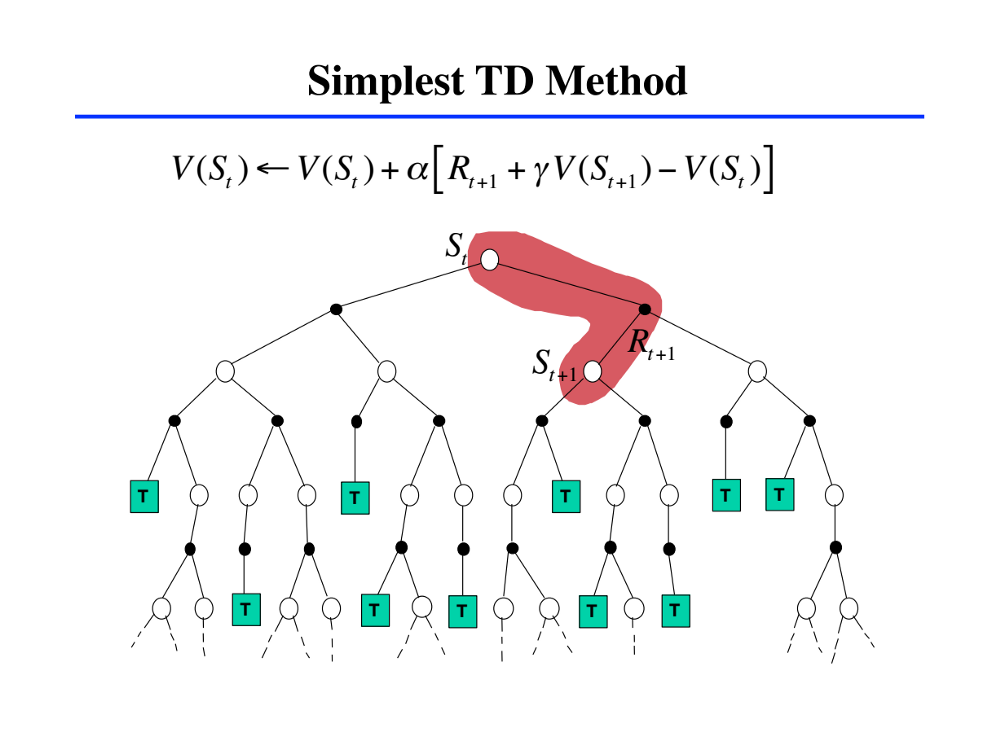 Simplest TD Method
V(S_t) ← V(S_t) + α[R_{t+1} + γV(S_{t+1}) − V(S_t)]
S_t
R_{t+1}
S_{t+1}
T T T T T
T T T T T